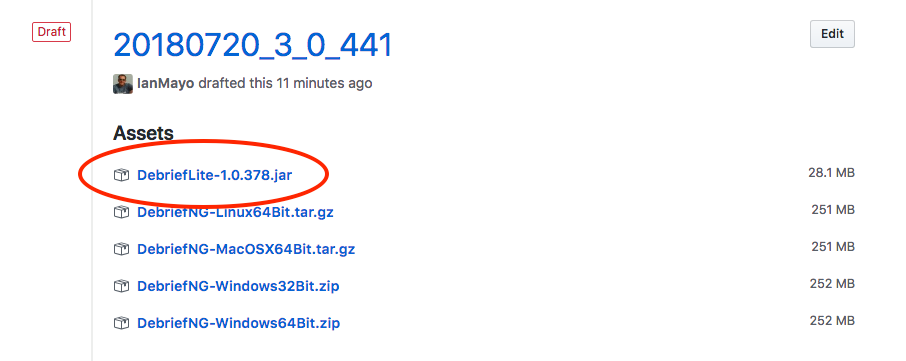 Draft
20180720_3_0_441
Edit
IanMayo drafted this 11 minutes ago
Assets
DebriefLite-1.0.378.jar 28.1 MB
DebriefNG-Linux64Bit.tar.gz 251 MB
DebriefNG-MacOSX64Bit.tar.gz 251 MB
DebriefNG-Windows32Bit.zip 252 MB
DebriefNG-Windows64Bit.zip 252 MB